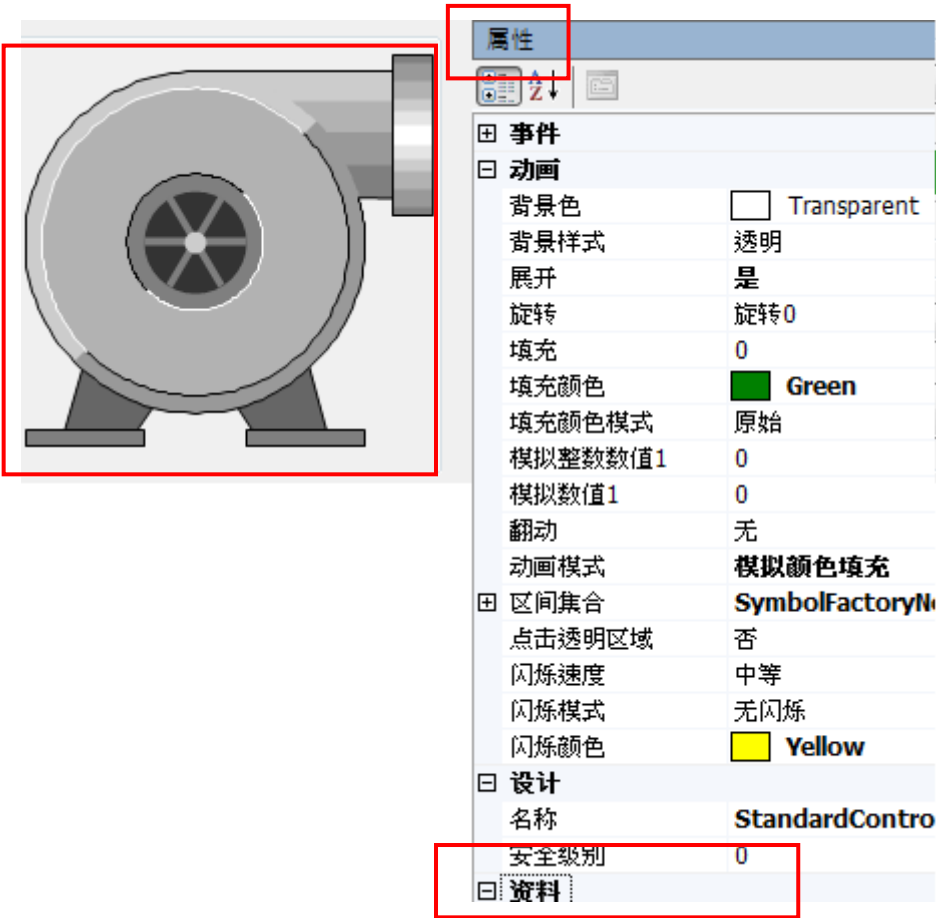 属性
事件
动画
背景色 Transparent
背景样式 透明
展开 是
旋转 旋转0
填充 0
填充颜色 Green
填充颜色模式 原始
模拟整数数值1 0
模拟数值1 0
翻动 无
动画模式 模拟颜色填充
区间集合 SymbolFactoryN
点击透明区域 否
闪烁速度 中等
闪烁模式 无闪烁
闪烁颜色 Yellow
设计
名称 StandardContro
安全级别 0
资料